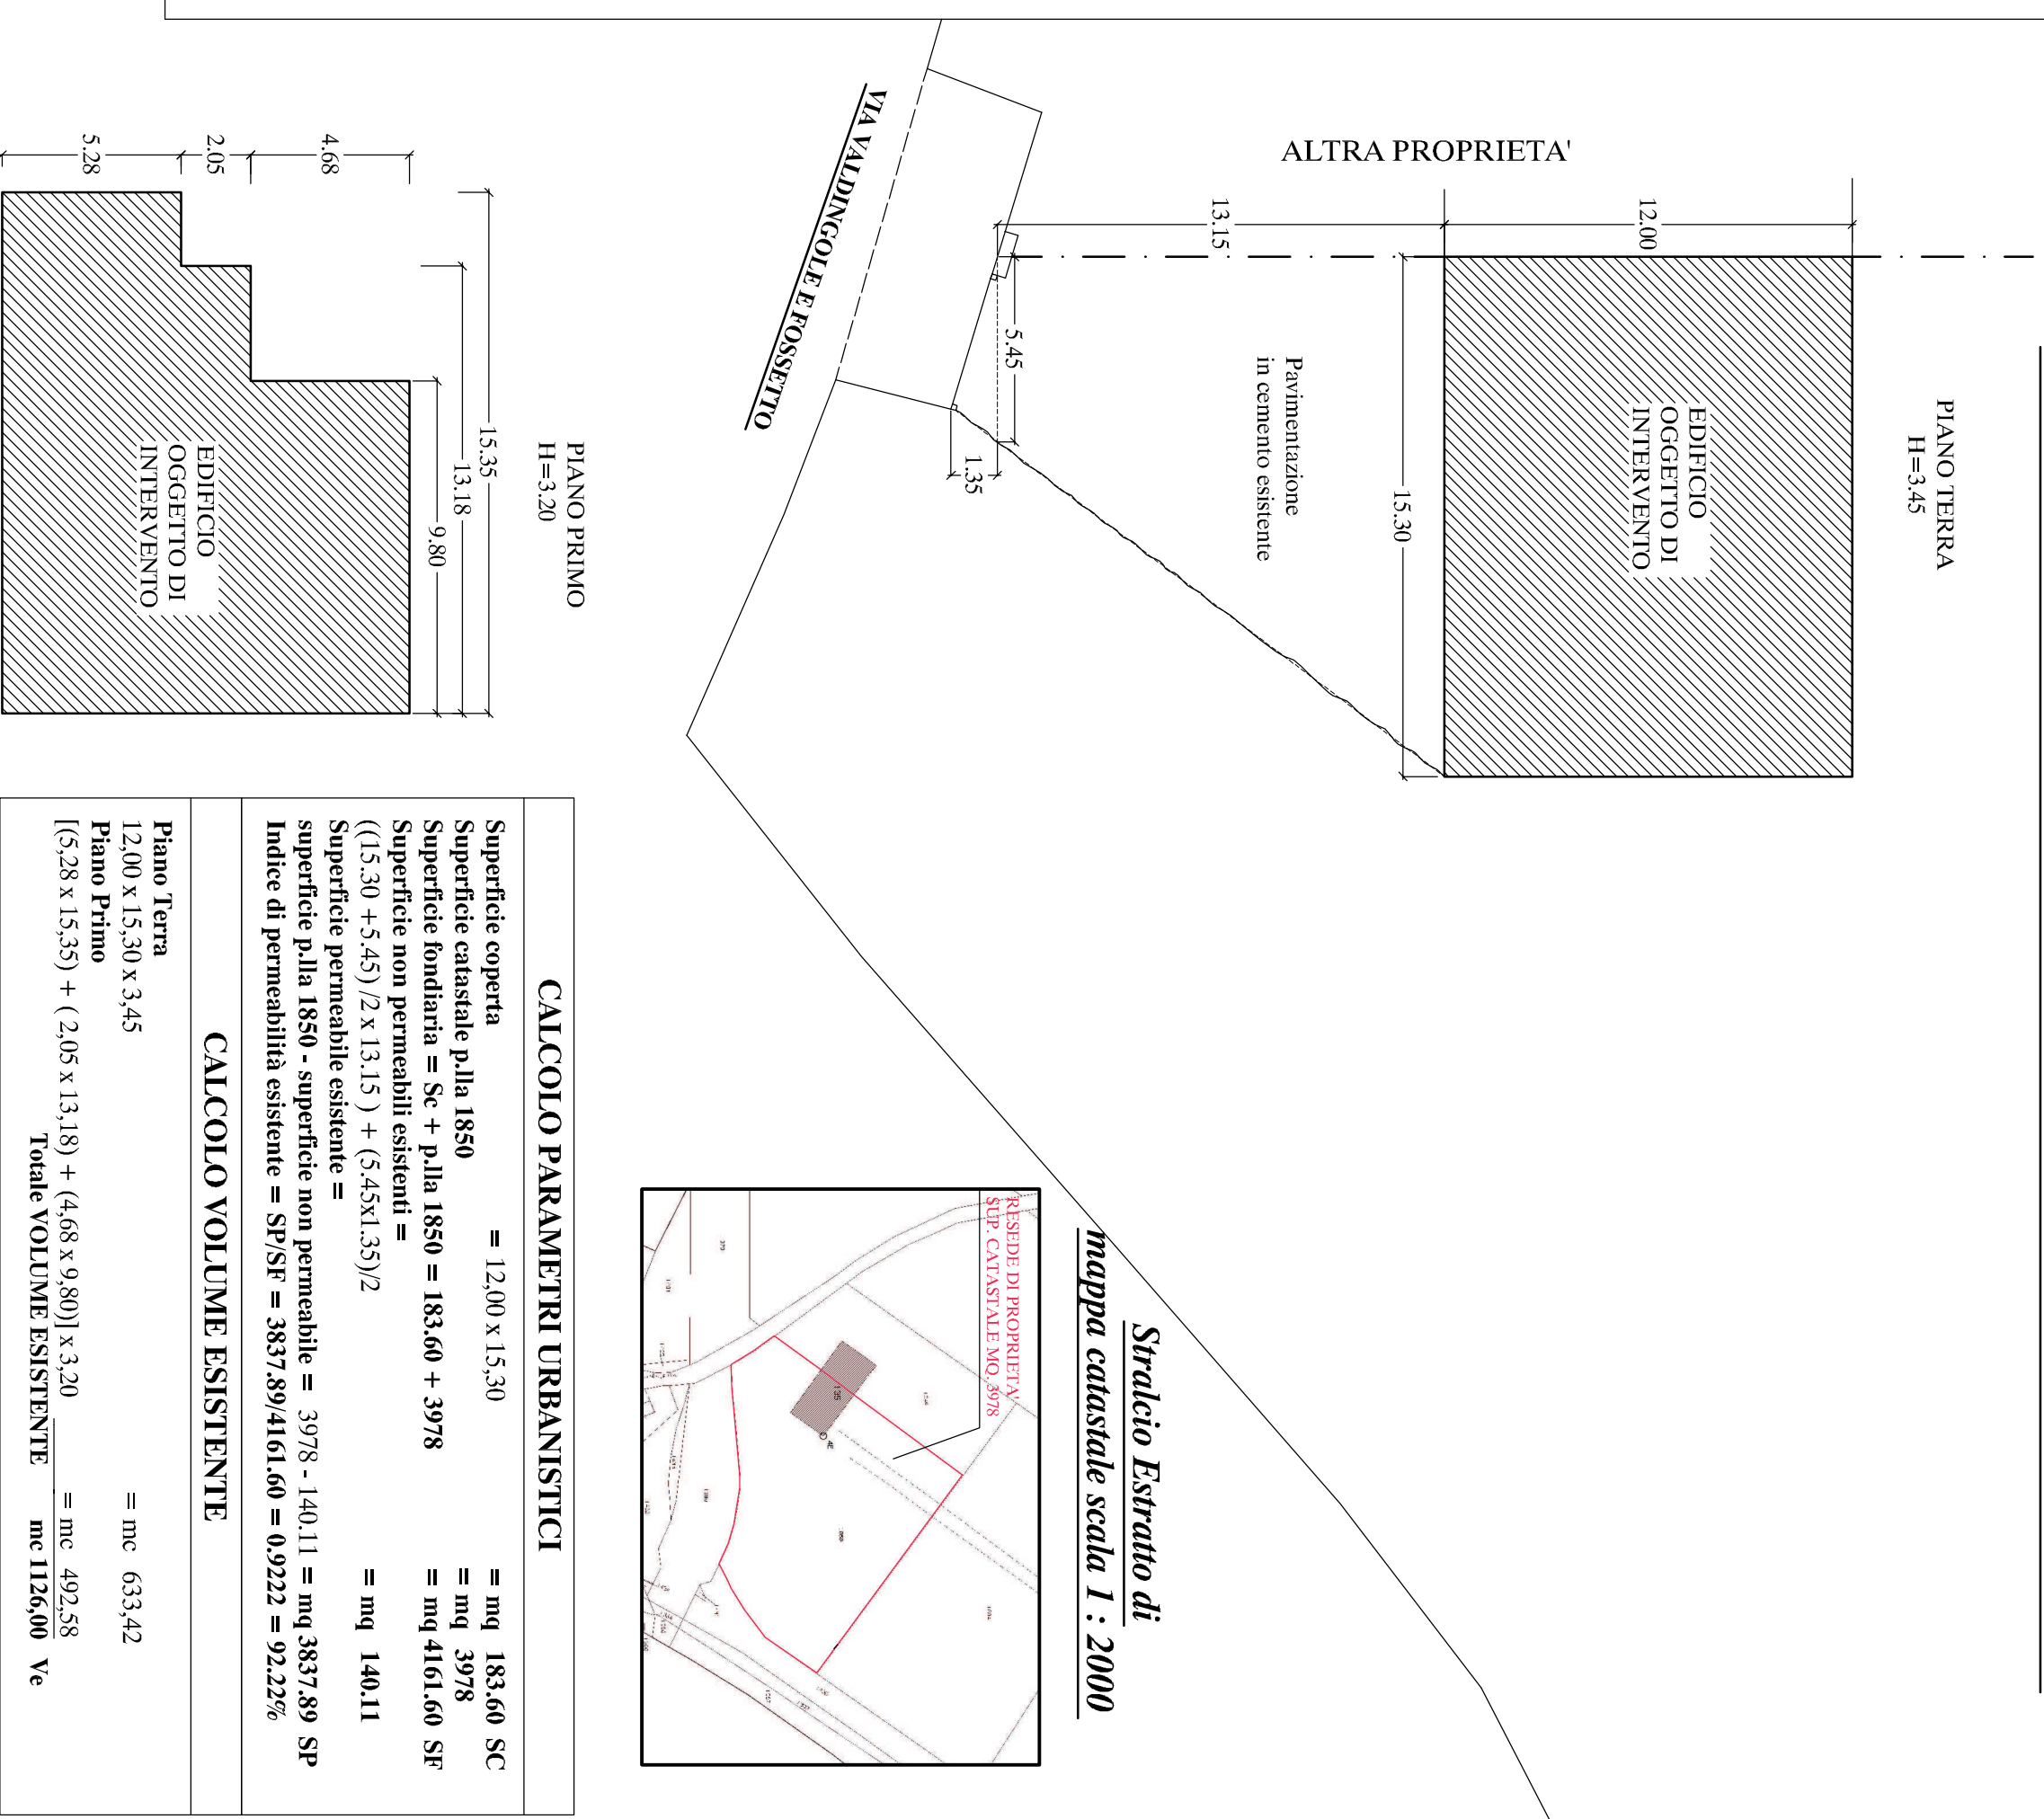 PIANO TERRA
H=3.45
12.00
EDIFICIO
OGGETTO DI
INTERVENTO
ALTRA PROPRIETA'
13.15
15.30
Pavimentazione
in cemento esistente
5.45
1.35
VIA VALDINGOLE E FOSSETTO
PIANO PRIMO
H=3.20
15.35
13.18
9.80
4.68
2.05
5.28
EDIFICIO
OGGETTO DI
INTERVENTO
Stralcio Estratto di
mappa catastale scala 1 : 2000
RESEDE DI PROPRIETA'
SUP. CATASTALE MQ. 3978
CALCOLO PARAMETRI URBANISTICI
Superficie coperta = 12,00 x 15,30 = mq 183.60 SC
Superficie catastale p.lla 1850 = mq 3978
Superficie fondiaria = Sc + p.lla 1850 = 183.60 + 3978 = mq 4161.60 SF
Superficie non permeabili esistenti =
((15.30 +5.45) /2 x 13.15 ) + (5.45x1.35)/2 = mq 140.11
Superficie permeabile esistente =
superficie p.lla 1850 - superficie non permeabile = 3978 - 140.11 = mq 3837.89 SP
Indice di permeabilità esistente = SP/SF = 3837.89/4161.60 = 0.9222 = 92.22%
CALCOLO VOLUME ESISTENTE
Piano Terra
12,00 x 15,30 x 3,45 = mc 633,42
Piano Primo
[(5,28 x 15,35) + ( 2,05 x 13,18) + (4,68 x 9,80)] x 3,20 = mc 492,58
Totale VOLUME ESISTENTE mc 1126,00 Ve